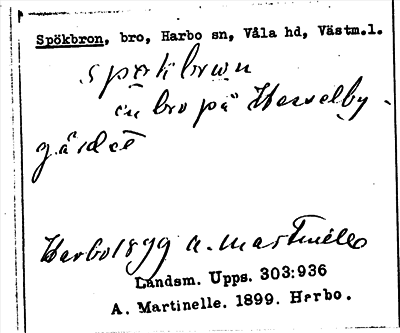 Spökbron, bro, Harbo sn, Våla hd, Västm.l.
spökbron
en bro på Hesselby-
gärdet
Harbo 1899 A. Martinelle
Landsm. Upps. 303:936
A. Martinelle. 1899. Harbo.